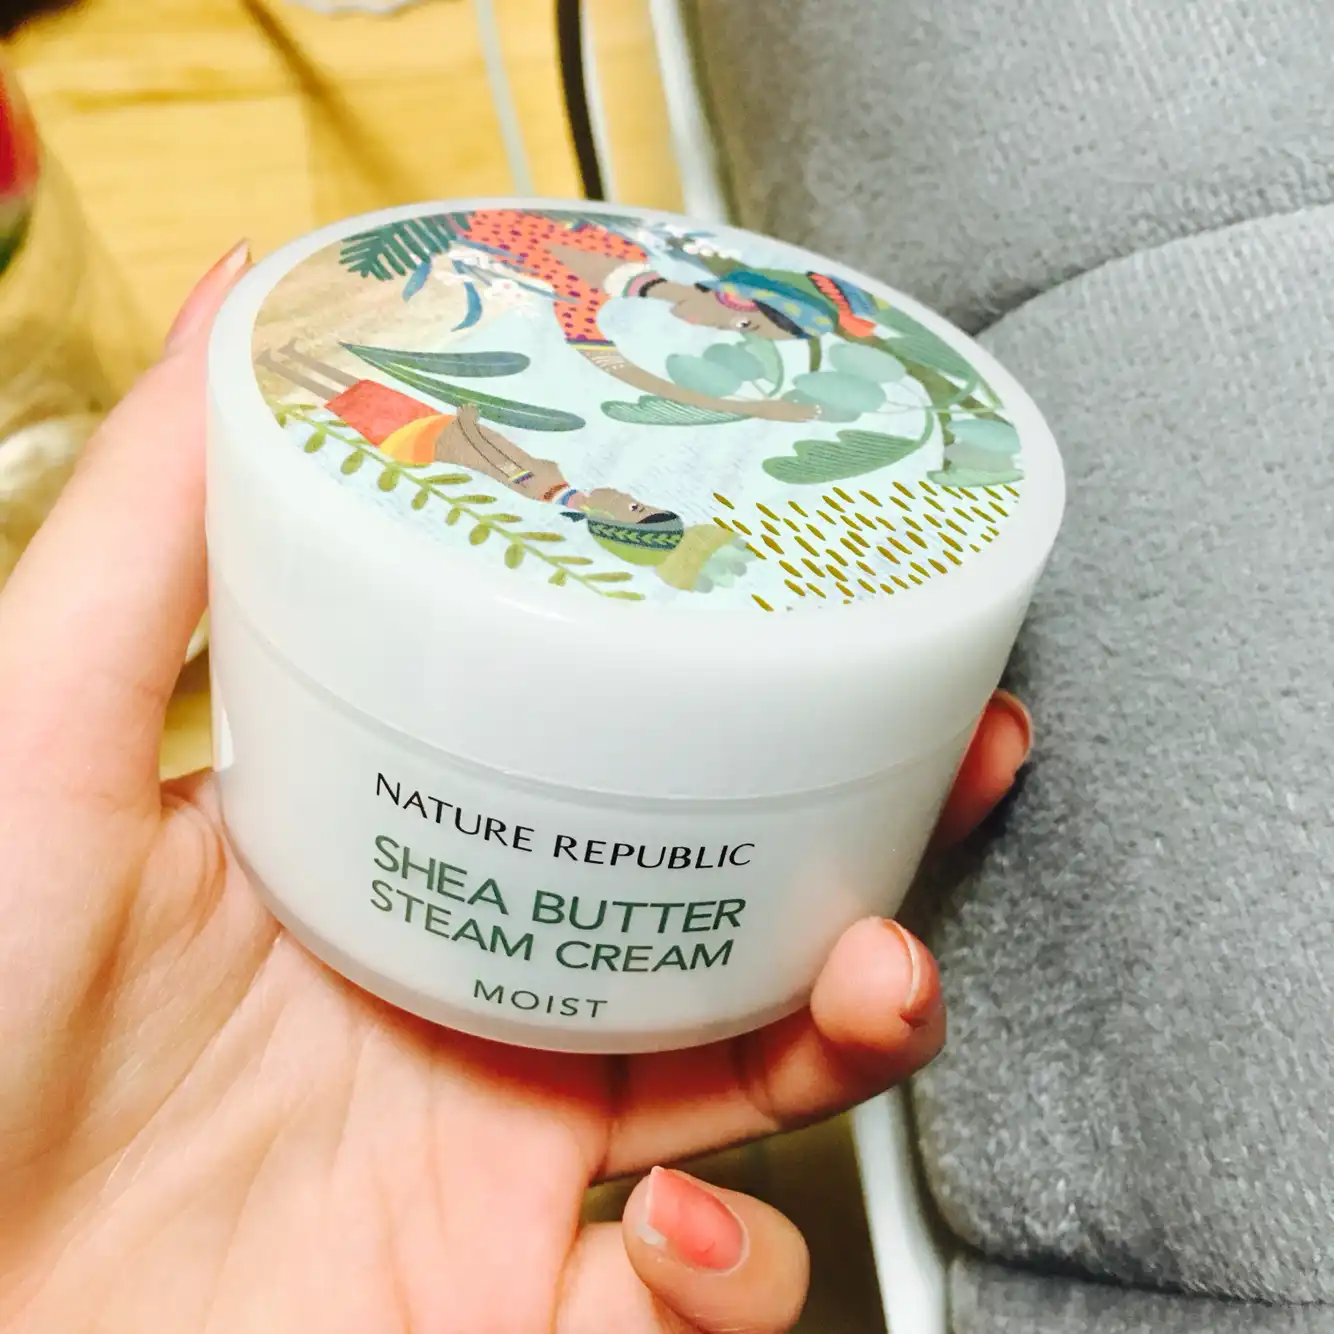 NATURE REPUBLIC
SHEA BUTTER
STEAM CREAM
MOIST